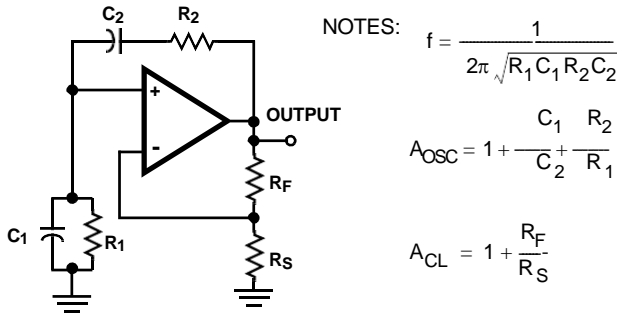 C2 R2
NOTES:
f = 1 / 2π √R1C1R2C2
+
-
OUTPUT
AOSC = 1 + C1 / C2 + R2 / R1
RF
C1 R1
RS
ACL = 1 + RF / RS